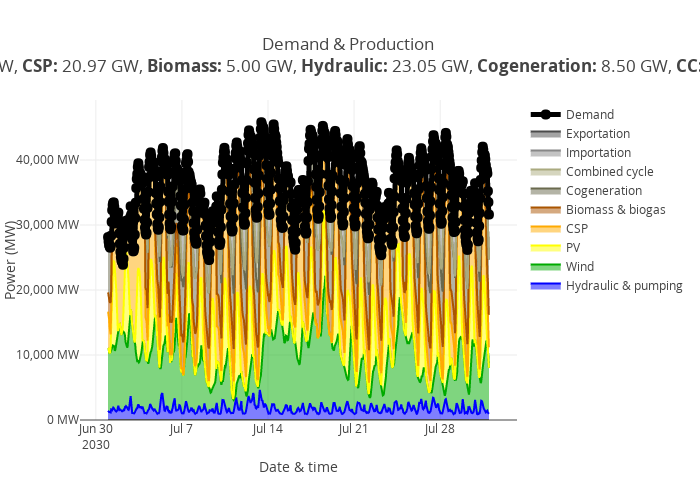 Demand & Production
W, CSP: 20.97 GW, Biomass: 5.00 GW, Hydraulic: 23.05 GW, Cogeneration: 8.50 GW, CC:
Demand
Exportation
Importation
Combined cycle
Cogeneration
Biomass & biogas
CSP
PV
Wind
Hydraulic & pumping
Power (MW)
40,000 MW
30,000 MW
20,000 MW
10,000 MW
0 MW
Jun 30 Jul 7 Jul 14 Jul 21 Jul 28
2030
Date & time